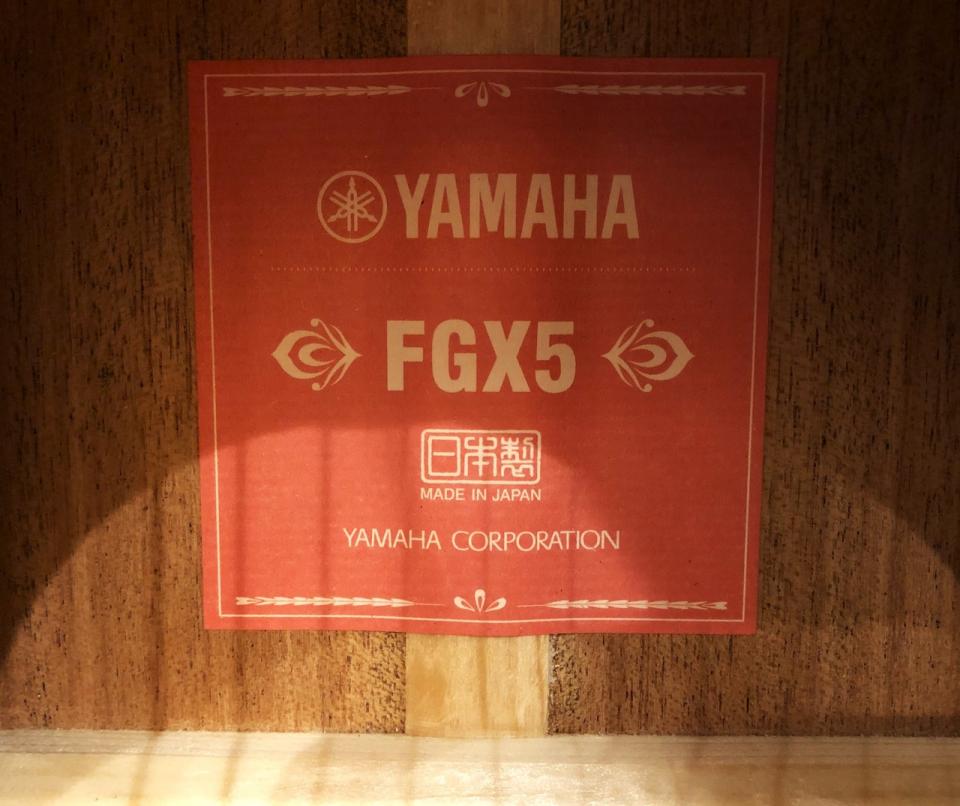 YAMAHA
FGX5
日本製
MADE IN JAPAN
YAMAHA CORPORATION